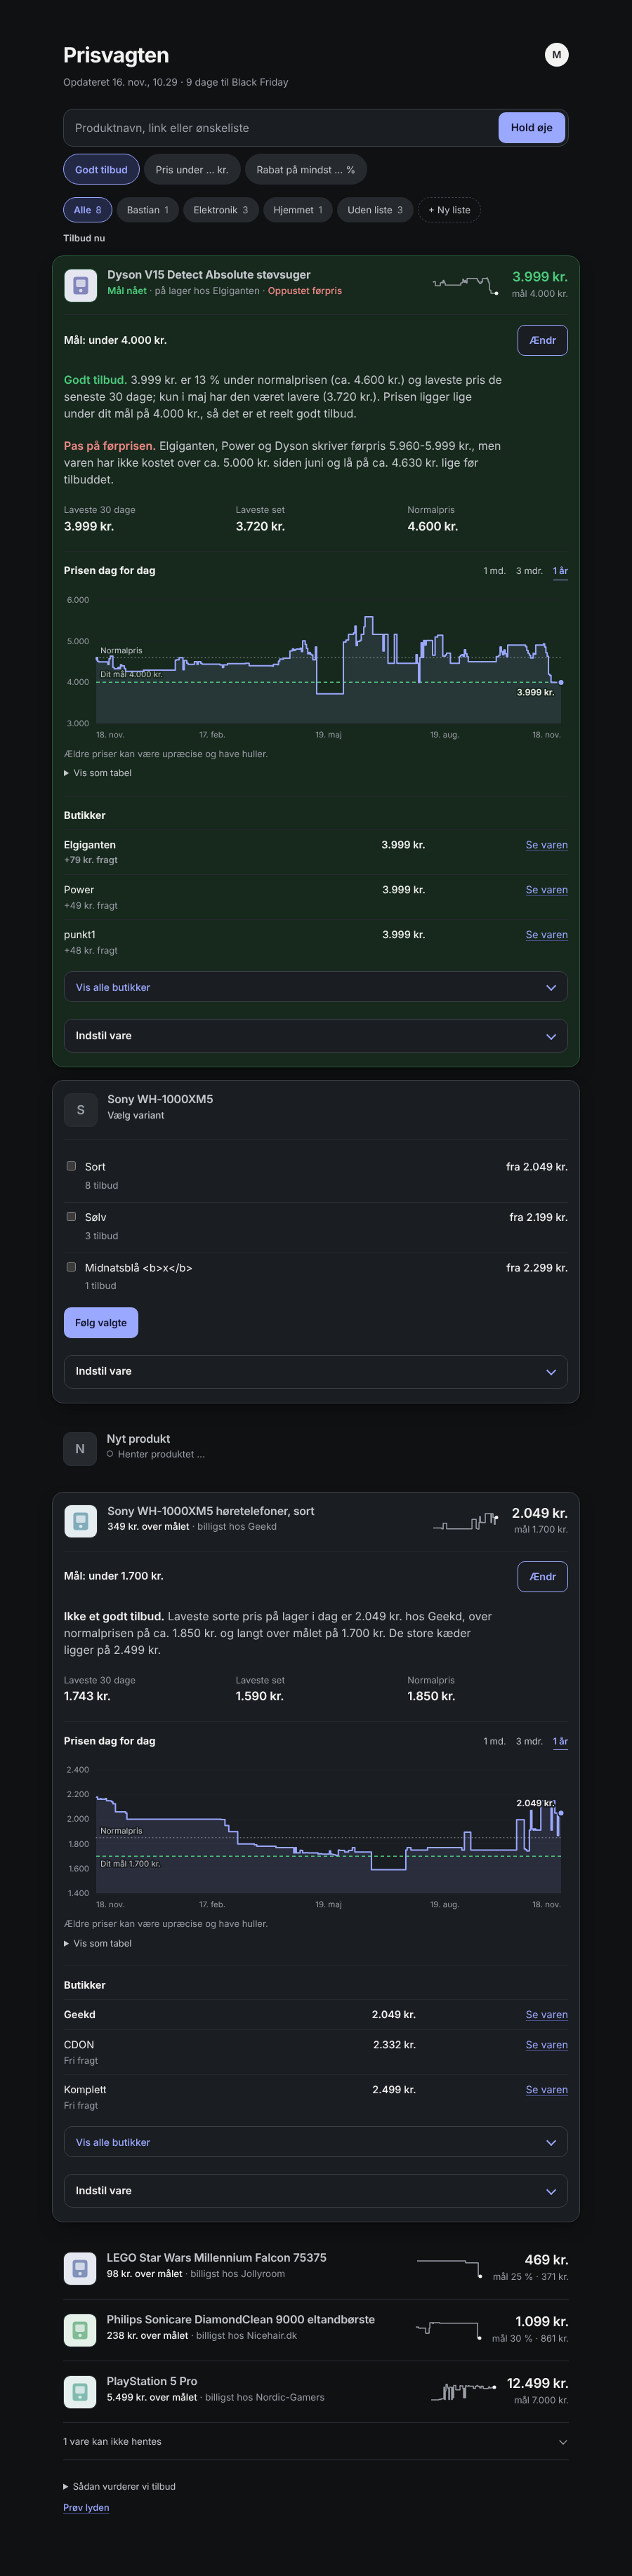 Prisvagten
M
Opdateret 16. nov., 10.29 · 9 dage til Black Friday
Produktnavn, link eller ønskeliste
Hold øje
Godt tilbud
Pris under ... kr.
Rabat på mindst ... %
Alle 8
Bastian 1
Elektronik 3
Hjemmet 1
Uden liste 3
+ Ny liste
Tilbud nu
Dyson V15 Detect Absolute støvsuger
Mål nået · på lager hos Elgiganten · Oppustet førpris
3.999 kr.
mål 4.000 kr.
Mål: under 4.000 kr.
Ændr
Godt tilbud. 3.999 kr. er 13 % under normalprisen (ca. 4.600 kr.) og laveste pris de
seneste 30 dage; kun i maj har den været lavere (3.720 kr.). Prisen ligger lige
under dit mål på 4.000 kr., så det er et reelt godt tilbud.
Pas på førprisen. Elgiganten, Power og Dyson skriver førpris 5.960-5.999 kr., men
varen har ikke kostet over ca. 5.000 kr. siden juni og lå på ca. 4.630 kr. lige før
tilbuddet.
Laveste 30 dage
3.999 kr.
Laveste set
3.720 kr.
Normalpris
4.600 kr.
Prisen dag for dag
1 md.
3 mdr.
1 år
6.000
5.000
4.000
3.000
Normalpris
Dit mål 4.000 kr.
3.999 kr.
18. nov.
17. feb.
19. maj
19. aug.
18. nov.
Ældre priser kan være upræcise og have huller.
Vis som tabel
Butikker
Elgiganten
3.999 kr.
Se varen
+79 kr. fragt
Power
3.999 kr.
Se varen
+49 kr. fragt
punkt1
3.999 kr.
Se varen
+48 kr. fragt
Vis alle butikker
Indstil vare
S
Sony WH-1000XM5
Vælg variant
Sort
fra 2.049 kr.
8 tilbud
Sølv
fra 2.199 kr.
3 tilbud
Midnatsblå <b>x</b>
fra 2.299 kr.
1 tilbud
Følg valgte
Indstil vare
N
Nyt produkt
Henter produktet ...
Sony WH-1000XM5 høretelefoner, sort
349 kr. over målet · billigst hos Geekd
2.049 kr.
mål 1.700 kr.
Mål: under 1.700 kr.
Ændr
Ikke et godt tilbud. Laveste sorte pris på lager i dag er 2.049 kr. hos Geekd, over
normalprisen på ca. 1.850 kr. og langt over målet på 1.700 kr. De store kæder
ligger på 2.499 kr.
Laveste 30 dage
1.743 kr.
Laveste set
1.590 kr.
Normalpris
1.850 kr.
Prisen dag for dag
1 md.
3 mdr.
1 år
2.400
2.200
2.000
1.800
1.600
1.400
2.049 kr.
Normalpris
Dit mål 1.700 kr.
18. nov.
17. feb.
19. maj
19. aug.
18. nov.
Ældre priser kan være upræcise og have huller.
Vis som tabel
Butikker
Geekd
2.049 kr.
Se varen
CDON
2.332 kr.
Se varen
Fri fragt
Komplett
2.499 kr.
Se varen
Fri fragt
Vis alle butikker
Indstil vare
LEGO Star Wars Millennium Falcon 75375
98 kr. over målet · billigst hos Jollyroom
469 kr.
mål 25 % · 371 kr.
Philips Sonicare DiamondClean 9000 eltandbørste
238 kr. over målet · billigst hos Nicehair.dk
1.099 kr.
mål 30 % · 861 kr.
PlayStation 5 Pro
5.499 kr. over målet · billigst hos Nordic-Gamers
12.499 kr.
mål 7.000 kr.
1 vare kan ikke hentes
Sådan vurderer vi tilbud
Prøv lyden